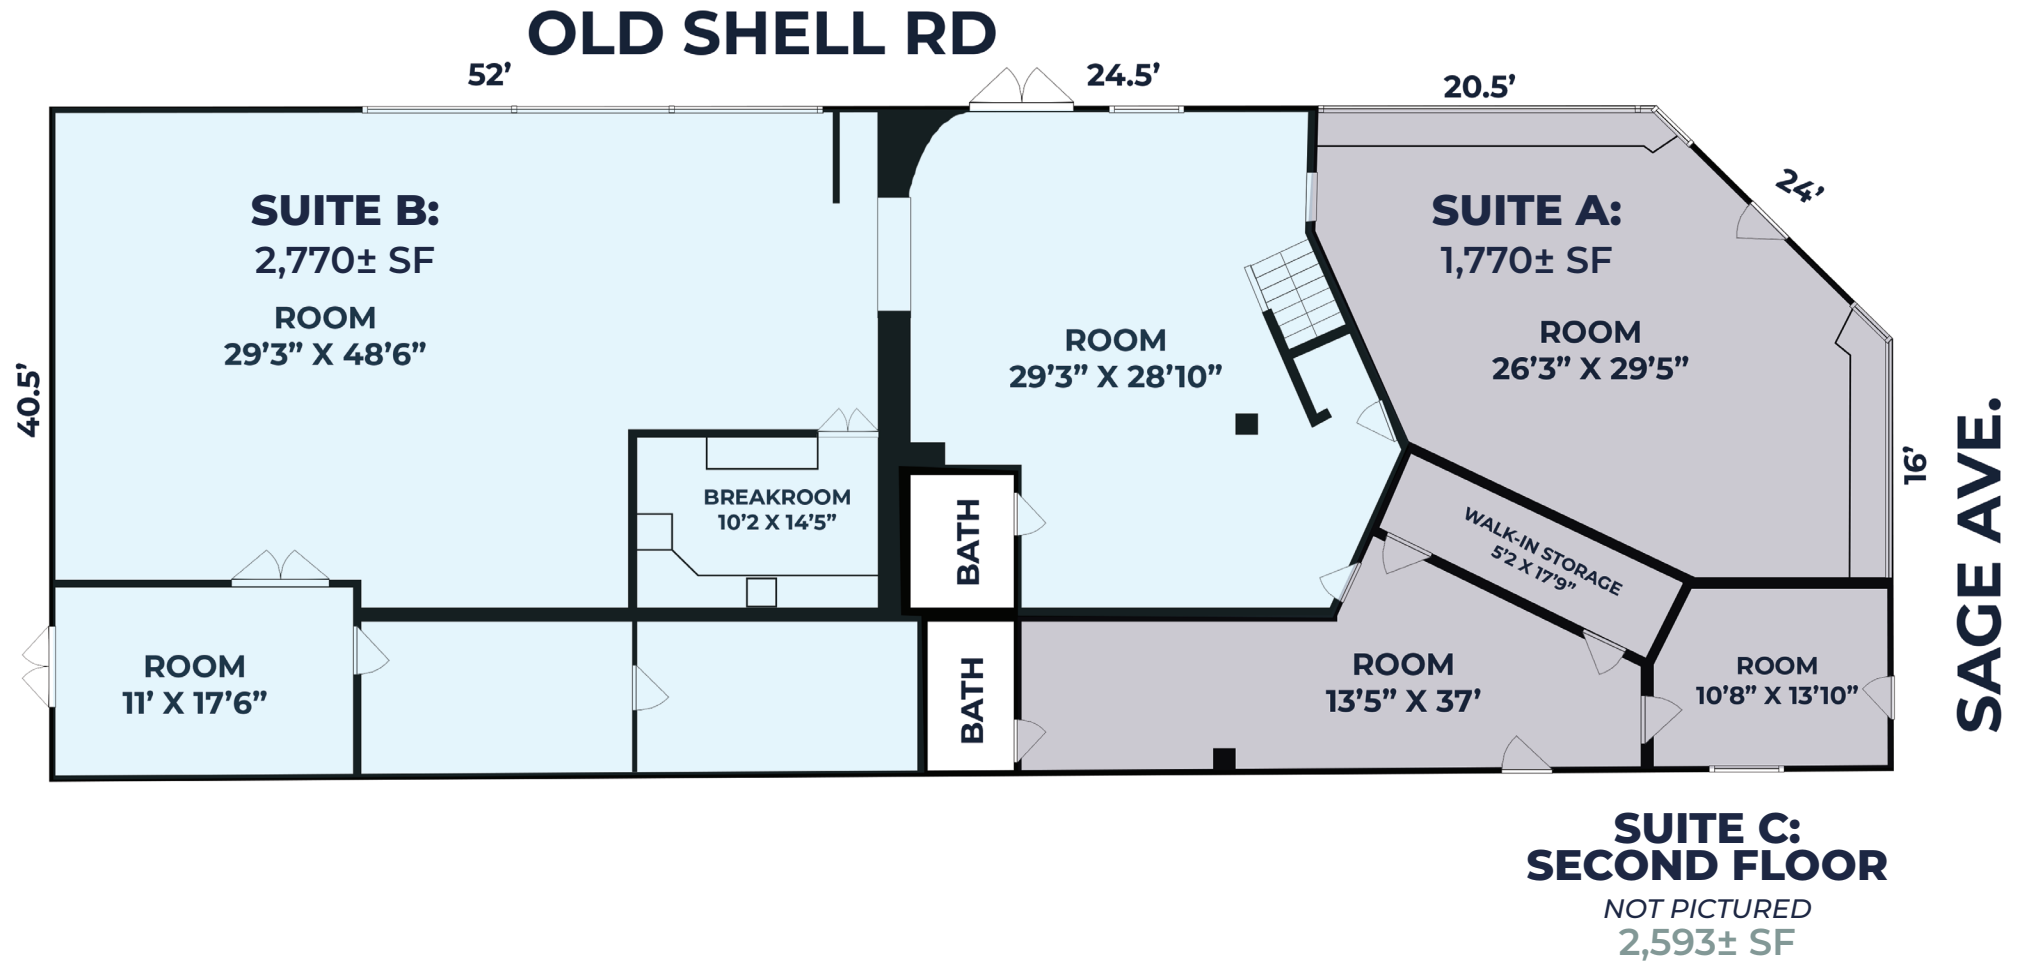 OLD SHELL RD
52’
24.5’
20.5’
24’
SUITE B:
2,770± SF
ROOM
29’3” X 48’6”
ROOM
29’3” X 28’10”
SUITE A:
1,770± SF
ROOM
26’3” X 29’5”
40.5’
16’
SAGE AVE.
BREAKROOM
10’2 X 14’5”
BATH
WALK-IN STORAGE
5’2 X 17’9”
ROOM
11’ X 17’6”
BATH
ROOM
13’5” X 37’
ROOM
10’8” X 13’10”
SUITE C:
SECOND FLOOR
NOT PICTURED
2,593± SF